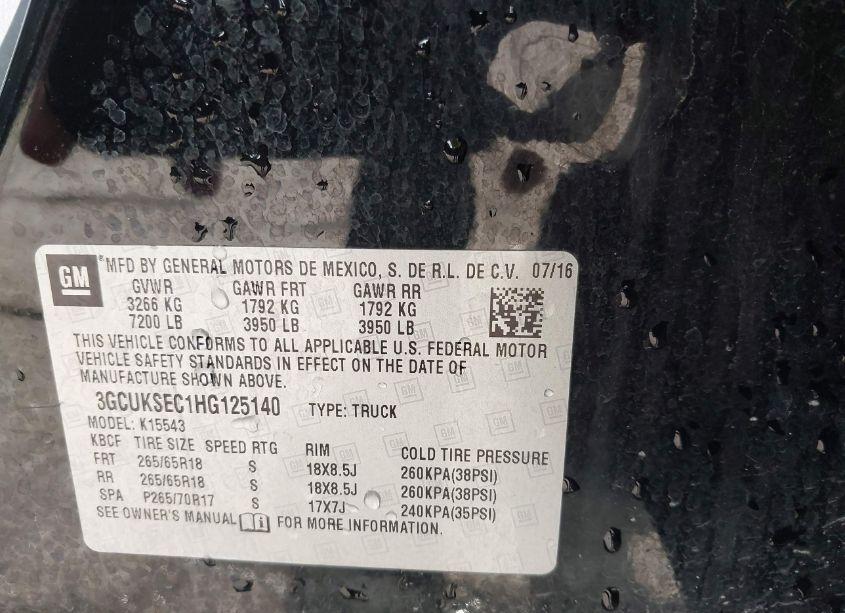 GM ® MFD BY GENERAL MOTORS DE MEXICO, S. DE R.L. DE C.V. 07/16
GVWR GAWR FRT GAWR RR
3266 KG 1792 KG 1792 KG
7200 LB 3950 LB 3950 LB
THIS VEHICLE CONFORMS TO ALL APPLICABLE U.S. FEDERAL MOTOR
VEHICLE SAFETY STANDARDS IN EFFECT ON THE DATE OF
MANUFACTURE SHOWN ABOVE.
3GCUKSEC1HG125140 TYPE: TRUCK
MODEL: K15543
KBCF TIRE SIZE SPEED RTG RIM COLD TIRE PRESSURE
FRT 265/65R18 S 18X8.5J 260KPA(38PSI)
RR 265/65R18 S 18X8.5J 260KPA(38PSI)
SPA P265/70R17 S 17X7J 240KPA(35PSI)
SEE OWNER'S MANUAL FOR MORE INFORMATION.